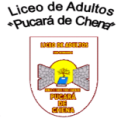 Liceo de Adultos
"Pucará de Chena"
LICEO DE ADULTOS
PUCARÁ
DE
CHENA